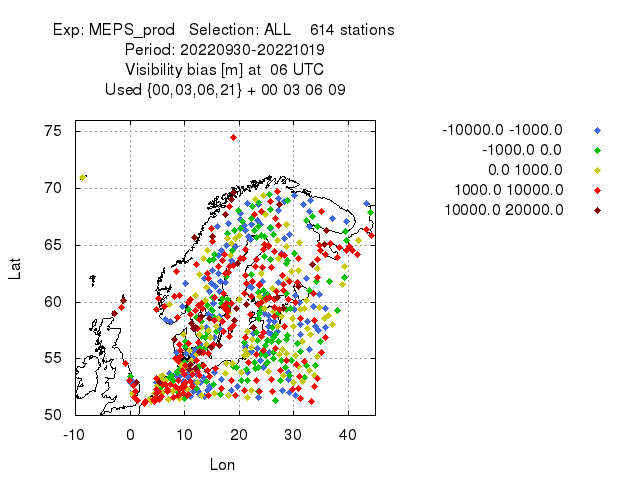 Exp: MEPS_prod   Selection: ALL    614 stations
Period: 20220930-20221019
Visibility bias [m] at  06 UTC
Used {00,03,06,21} + 00 03 06 09
-10000.0 -1000.0
-1000.0 0.0
0.0 1000.0
1000.0 10000.0
10000.0 20000.0
75
70
65
60
55
50
Lat
-10 0 10 20 30 40
Lon